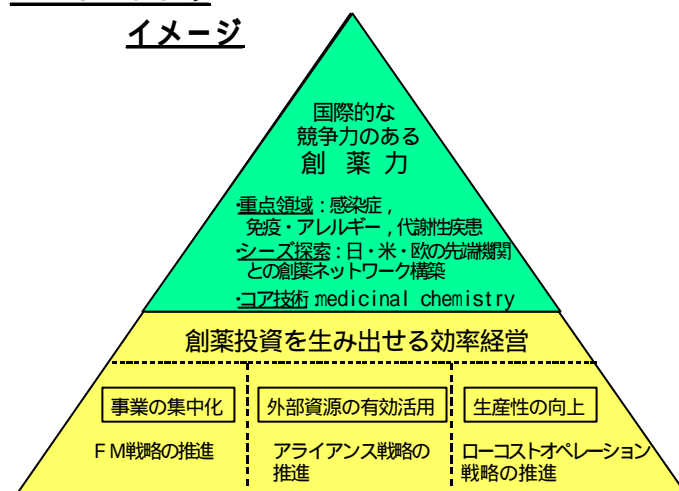 イメージ
国際的な
競争力のある
創 薬 力
・重点領域：感染症，
免疫・アレルギー，代謝性疾患
・シーズ探索：日・米・欧の先端機関
との創薬ネットワーク構築
・コア技術:medicinal chemistry
創薬投資を生み出せる効率経営
事業の集中化
外部資源の有効活用
生産性の向上
ＦＭ戦略の推進
アライアンス戦略の
推進
ローコストオペレーション
戦略の推進